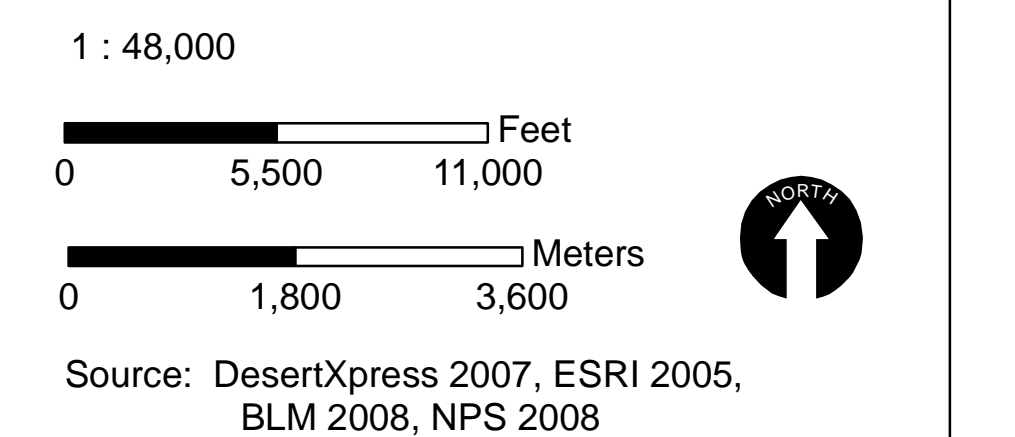 1 : 48,000
Feet
0 5,500 11,000
NORTH
Meters
0 1,800 3,600
Source: DesertXpress 2007, ESRI 2005,
BLM 2008, NPS 2008